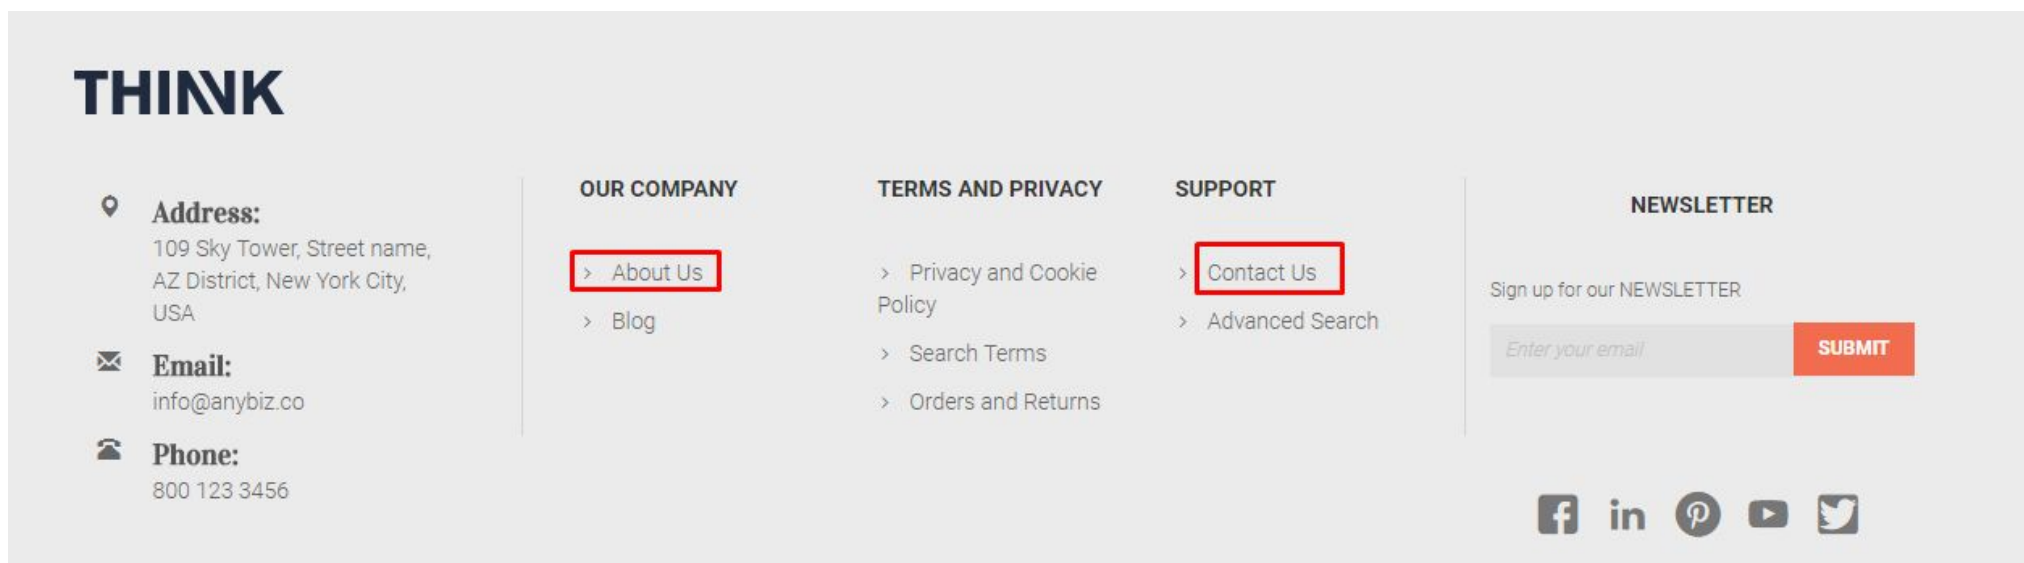 THINK
Address:
109 Sky Tower, Street name,
AZ District, New York City,
USA
Email:
info@anybiz.co
Phone:
800 123 3456
OUR COMPANY
> About Us
> Blog
TERMS AND PRIVACY
> Privacy and Cookie
Policy
> Search Terms
> Orders and Returns
SUPPORT
> Contact Us
> Advanced Search
NEWSLETTER
Sign up for our NEWSLETTER
Enter your email
SUBMIT